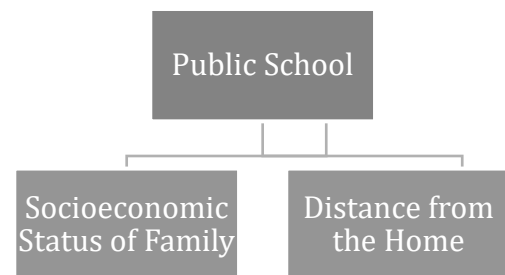 Public School
Socioeconomic
Status of Family
Distance from
the Home